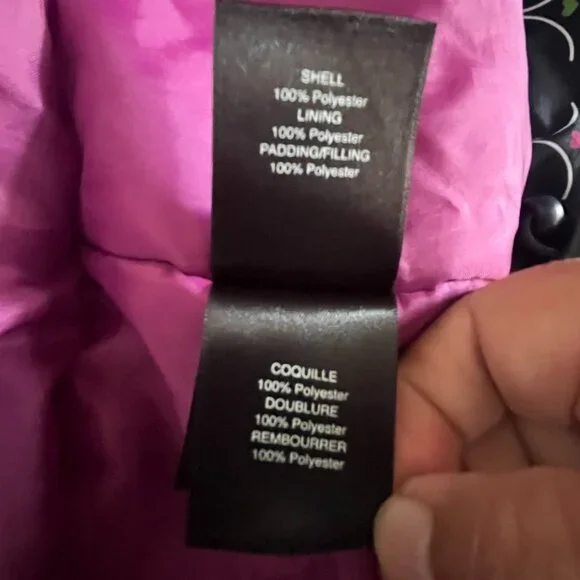 SHELL
100% Polyester
LINING
100% Polyester
PADDING/FILLING
100% Polyester
COQUILLE
100% Polyester
DOUBLURE
100% Polyester
REMBOURRER
100% Polyester